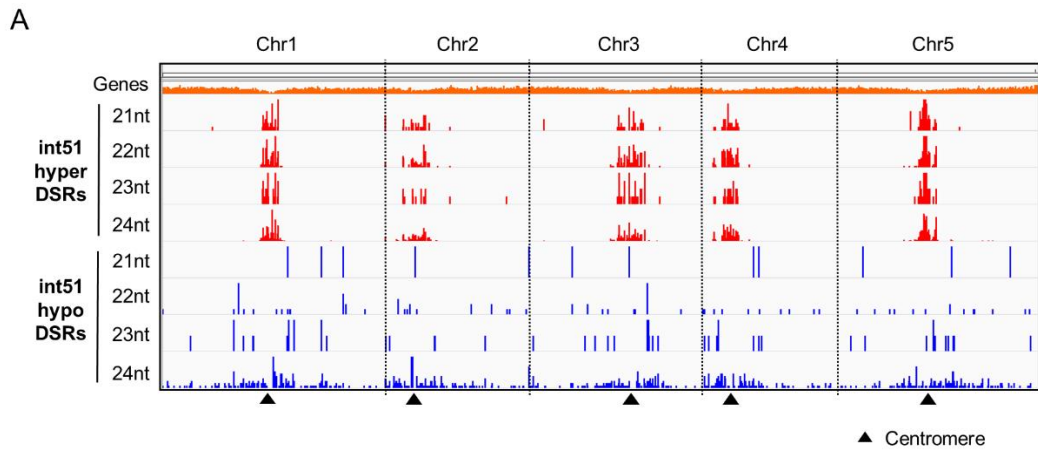 A
Chr1 Chr2 Chr3 Chr4 Chr5
Genes
int51
hyper
DSRs
21nt
22nt
23nt
24nt
int51
hypo
DSRs
21nt
22nt
23nt
24nt
Centromere